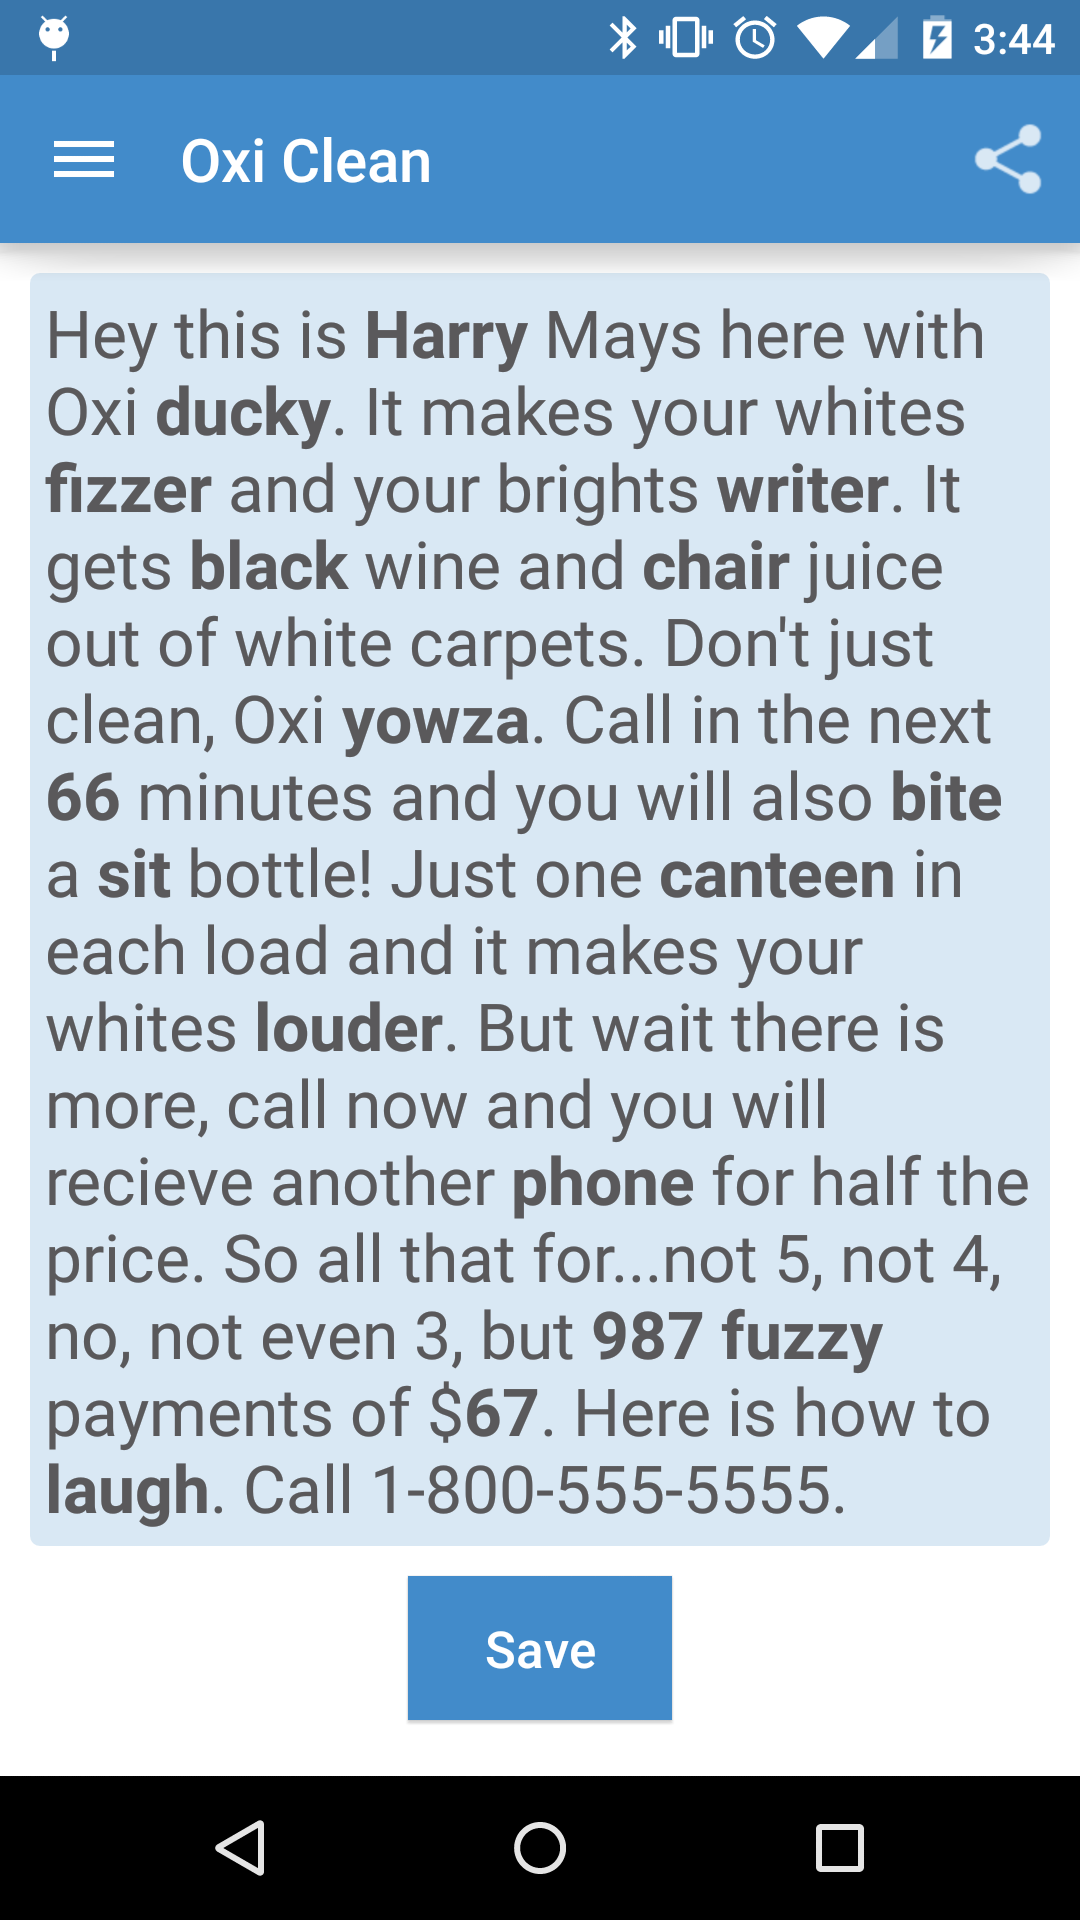 3:44
Oxi Clean
Hey this is Harry Mays here with
Oxi ducky. It makes your whites
fizzer and your brights writer. It
gets black wine and chair juice
out of white carpets. Don't just
clean, Oxi yowza. Call in the next
66 minutes and you will also bite
a sit bottle! Just one canteen in
each load and it makes your
whites louder. But wait there is
more, call now and you will
recieve another phone for half the
price. So all that for...not 5, not 4,
no, not even 3, but 987 fuzzy
payments of $67. Here is how to
laugh. Call 1-800-555-5555.
Save